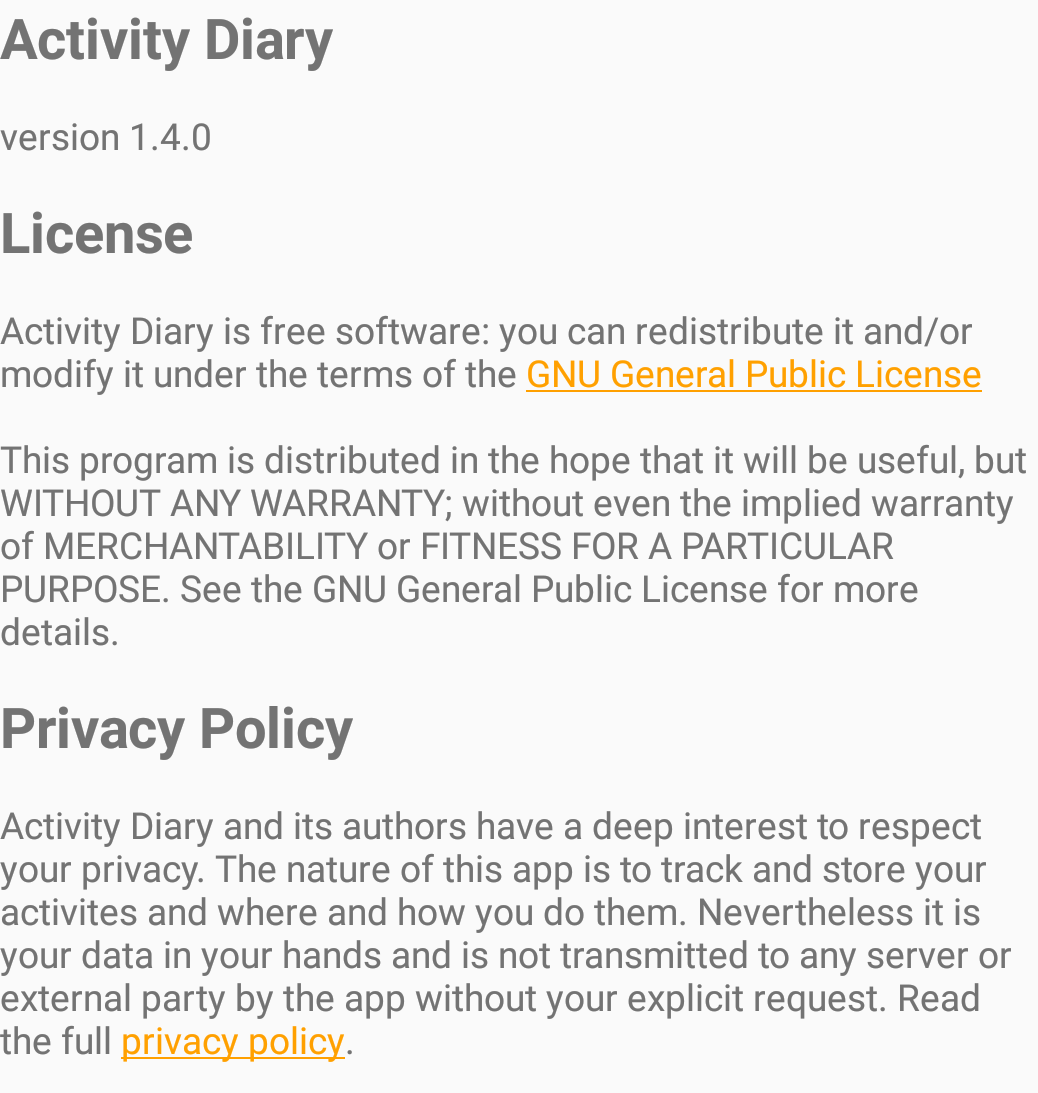 Activity Diary
version 1.4.0
License
Activity Diary is free software: you can redistribute it and/or
modify it under the terms of the GNU General Public License
This program is distributed in the hope that it will be useful, but
WITHOUT ANY WARRANTY; without even the implied warranty
of MERCHANTABILITY or FITNESS FOR A PARTICULAR
PURPOSE. See the GNU General Public License for more
details.
Privacy Policy
Activity Diary and its authors have a deep interest to respect
your privacy. The nature of this app is to track and store your
activites and where and how you do them. Nevertheless it is
your data in your hands and is not transmitted to any server or
external party by the app without your explicit request. Read
the full privacy policy.